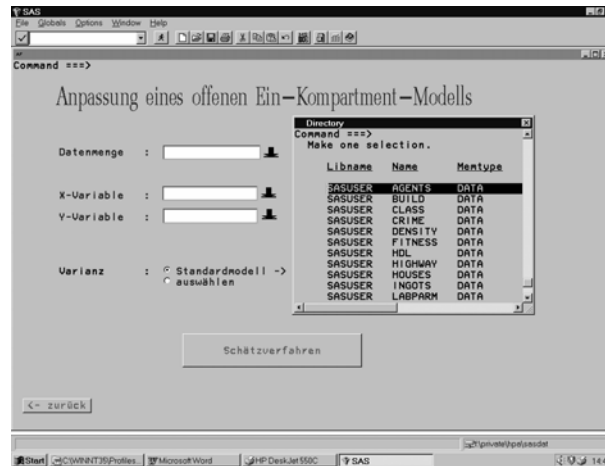 SAS
File Globals Options Window Help
Command ===>
Anpassung eines offenen Ein-Kompartment-Modells
Datenmenge :
X-Variable :
Y-Variable :
Varianz : Standardmodell ->
auswählen
Schätzverfahren
<- zurück
Directory
Command ===>
Make one selection.
Libname Name Memtype
SASUSER AGENTS DATA
SASUSER BUILD DATA
SASUSER CLASS DATA
SASUSER CRIME DATA
SASUSER DENSITY DATA
SASUSER FITNESS DATA
SASUSER HDL DATA
SASUSER HIGHWAY DATA
SASUSER HOUSES DATA
SASUSER INGOTS DATA
SASUSER LABPARM DATA
Start C:\WINNT35\Profiles... Microsoft Word HP DeskJet 550C SAS